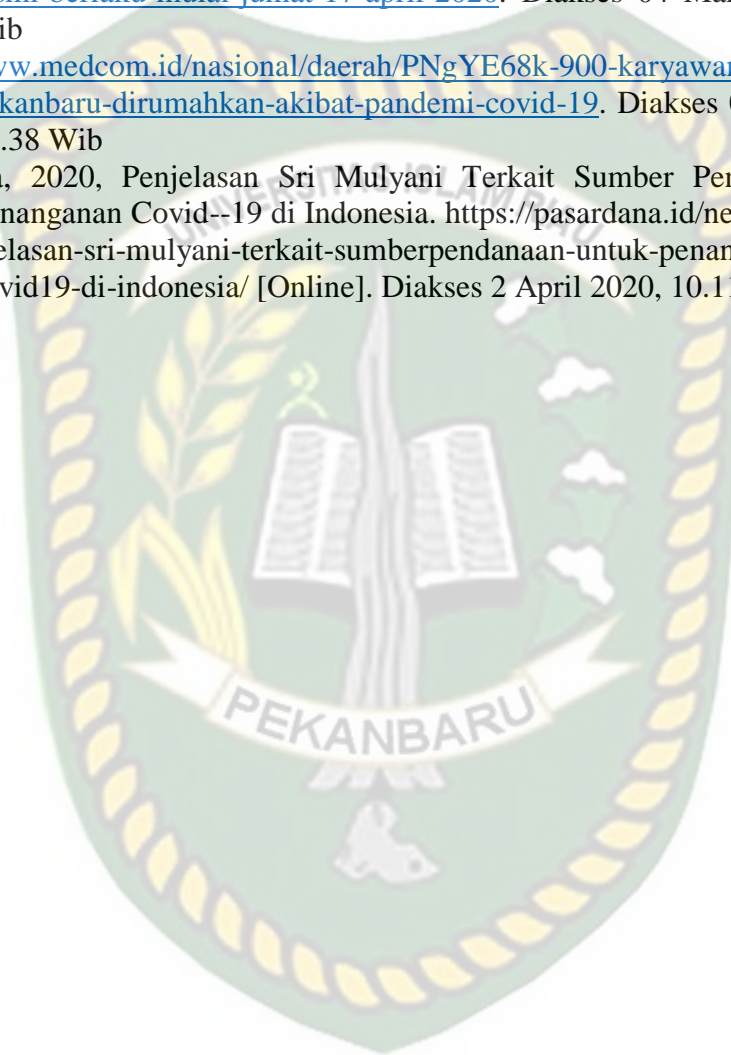 berlaku-mulai-jumat-17-april-2020. Diakses 04 Mar
ib
ww.medcom.id/nasional/daerah/PNgYE68k-900-karyawan
kanbaru-dirumahkan-akibat-pandemi-covid-19. Diakses
.38 Wib
a, 2020, Penjelasan Sri Mulyani Terkait Sumber Pen
nanganan Covid--19 di Indonesia. https://pasardana.id/ne
elasan-sri-mulyani-terkait-sumberpendanaan-untuk-penan
vid19-di-indonesia/ [Online]. Diakses 2 April 2020, 10.11
UNIVERSITAS ISLAM RIAU
PEKANBARU